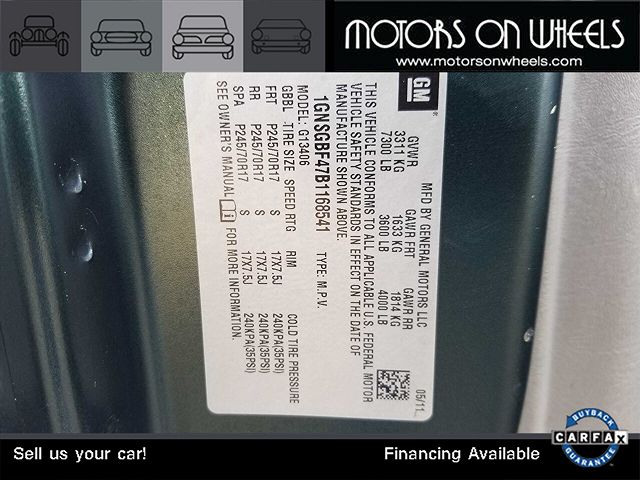 MOTORS ON WHEELS
www.motorsonwheels.com
GM
MFD BY GENERAL MOTORS LLC
05/11
GVWR GAWR FRT GAWR RR
3311 KG 1633 KG 1814 KG
7300 LB 3600 LB 4000 LB
THIS VEHICLE CONFORMS TO ALL APPLICABLE U.S. FEDERAL MOTOR
VEHICLE SAFETY STANDARDS IN EFFECT ON THE DATE OF
MANUFACTURE SHOWN ABOVE.
1GNSGBF47B1168541 TYPE: M.P.V.
MODEL: G13406
GBBL TIRE SIZE SPEED RTG RIM COLD TIRE PRESSURE
FRT P245/70R17 S 17X7.5J 240KPA(35PSI)
RR P245/70R17 S 17X7.5J 240KPA(35PSI)
SPA P245/70R17 S 17X7.5J 240KPA(35PSI)
SEE OWNER'S MANUAL FOR MORE INFORMATION.
Sell us your car!
Financing Available
BUYBACK
CARFAX
GUARANTEE